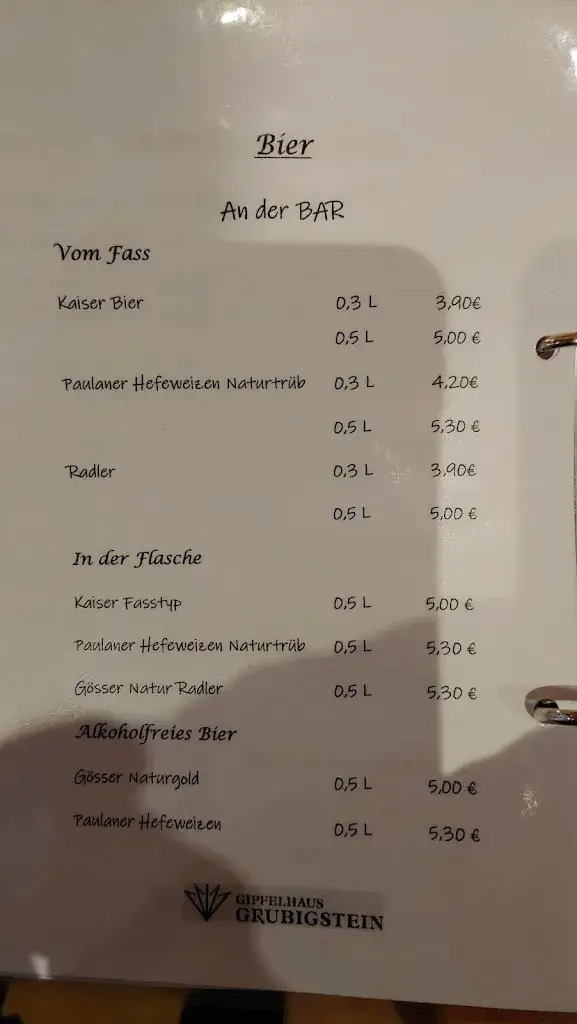 Bier
An der BAR
Vom Fass
Kaiser Bier 0,3 L 3,90€
0,5 L 5,00 €
Paulaner Hefeweizen Naturtrüb 0,3 L 4,20€
0,5 L 5,30 €
Radler 0,3 L 3,90€
0,5 L 5,00 €
In der Flasche
Kaiser Fasstyp 0,5 L 5,00 €
Paulaner Hefeweizen Naturtrüb 0,5 L 5,30 €
Gösser Natur Radler 0,5 L 5,30 €
Alkoholfreies Bier
Gösser Naturgold 0,5 L 5,00 €
Paulaner Hefeweizen 0,5 L 5,30 €
GIPFELHAUS
GRUBIGSTEIN